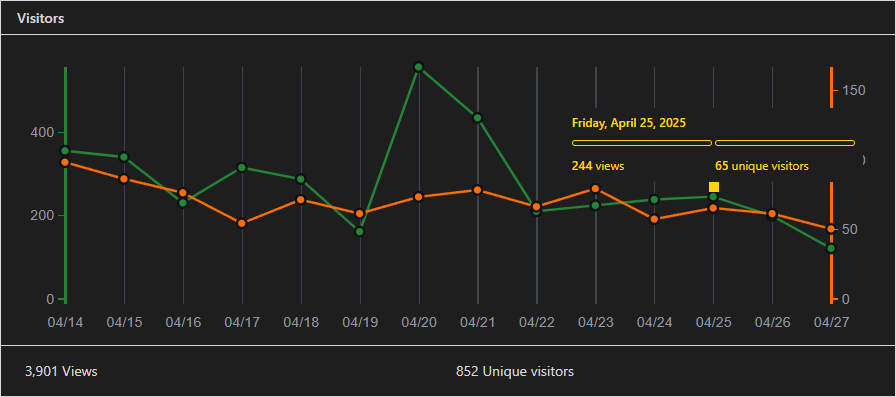 Visitors
150
Friday, April 25, 2025
400
0
244 views 65 unique visitors
200
50
0 0
04/14 04/15 04/16 04/17 04/18 04/19 04/20 04/21 04/22 04/23 04/24 04/25 04/26 04/27
3,901 Views 852 Unique visitors